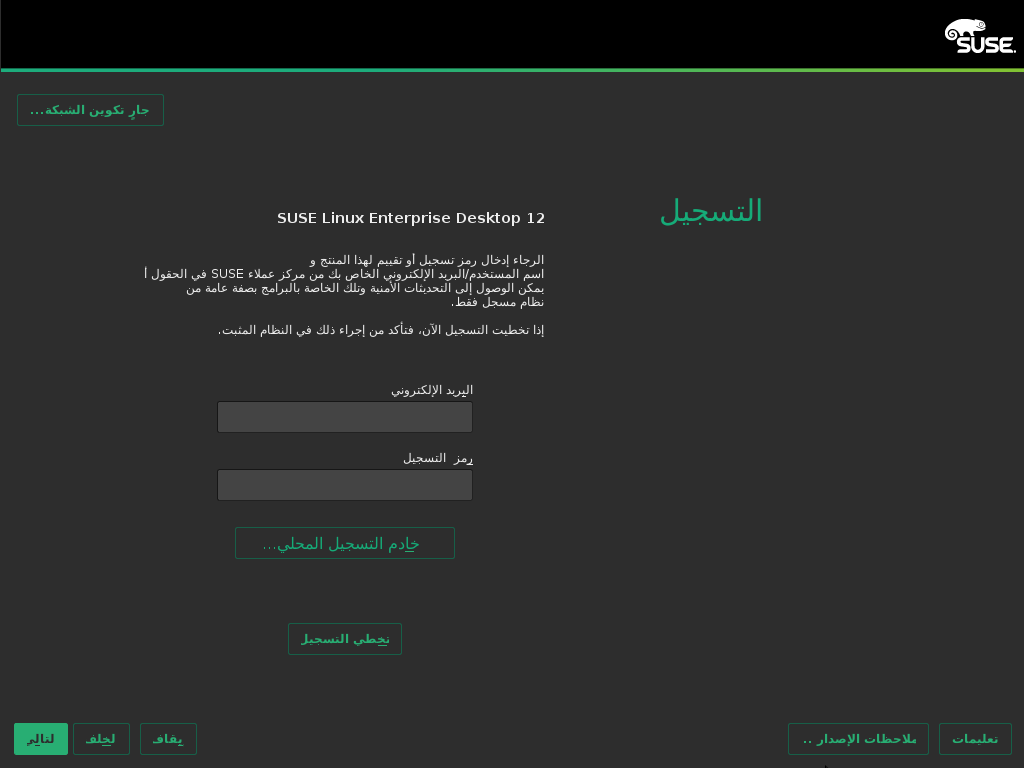 SUSE.
جارٍ تكوين الشبكة...
التسجيل
SUSE Linux Enterprise Desktop 12
الرجاء إدخال رمز تسجيل أو تقييم لهذا المنتج و
اسم المستخدم/البريد الإلكتروني الخاص بك من مركز عملاء SUSE في الحقول أ
يمكن الوصول إلى التحديثات الأمنية وتلك الخاصة بالبرامج بصفة عامة من
نظام مسجل فقط.
إذا تخطيت التسجيل الآن، فتأكد من إجراء ذلك في النظام المثبت.
البريد الإلكتروني
رمز التسجيل
خادم التسجيل المحلي...
تخطي التسجيل
تعليمات
ملاحظات الإصدار ..
يقاف
لخلف
لتالي